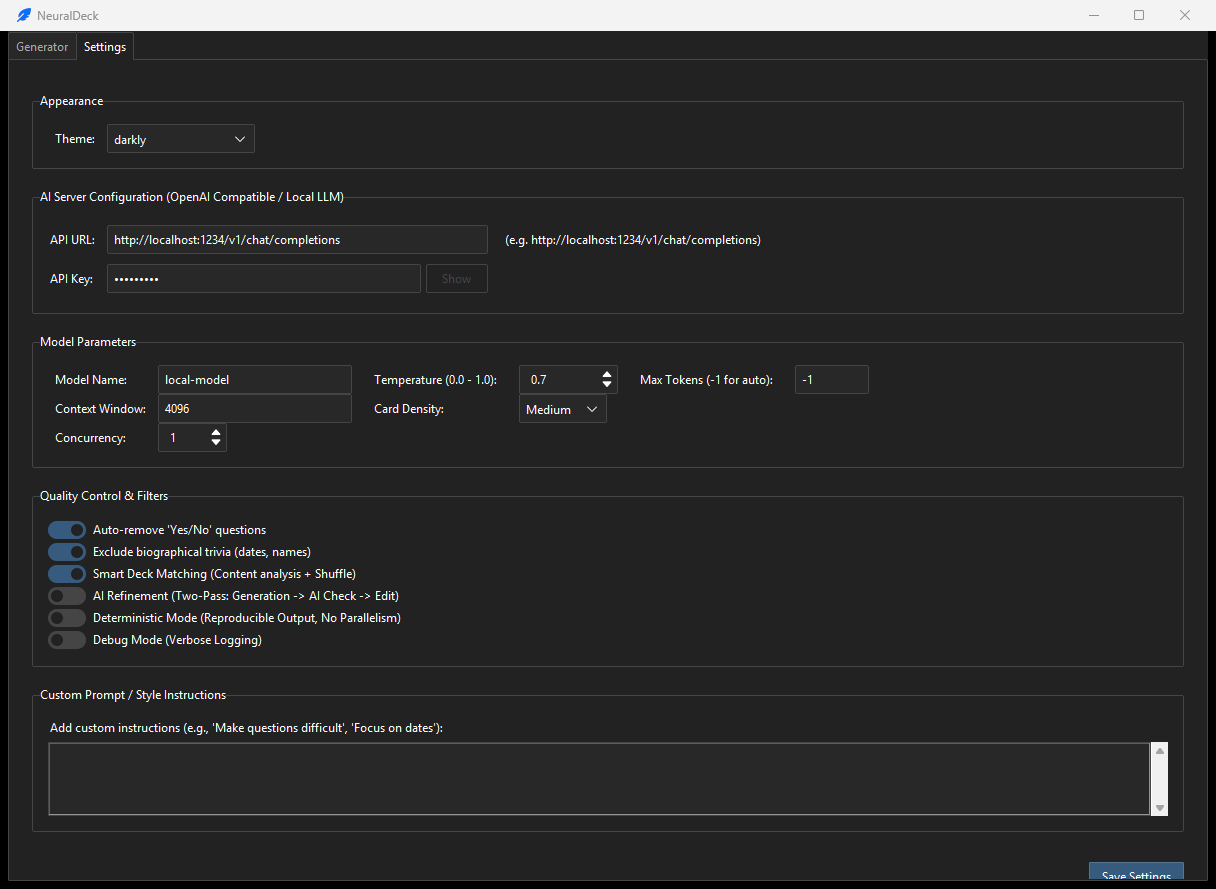 NeuralDeck
Generator Settings
Appearance
Theme: darkly
AI Server Configuration (OpenAI Compatible / Local LLM)
API URL: http://localhost:1234/v1/chat/completions (e.g. http://localhost:1234/v1/chat/completions)
API Key: ••••••••• Show
Model Parameters
Model Name: local-model Temperature (0.0 - 1.0): 0.7 Max Tokens (-1 for auto): -1
Context Window: 4096 Card Density: Medium
Concurrency: 1
Quality Control & Filters
Auto-remove 'Yes/No' questions
Exclude biographical trivia (dates, names)
Smart Deck Matching (Content analysis + Shuffle)
AI Refinement (Two-Pass: Generation -> AI Check -> Edit)
Deterministic Mode (Reproducible Output, No Parallelism)
Debug Mode (Verbose Logging)
Custom Prompt / Style Instructions
Add custom instructions (e.g., 'Make questions difficult', 'Focus on dates'):
Save Settings